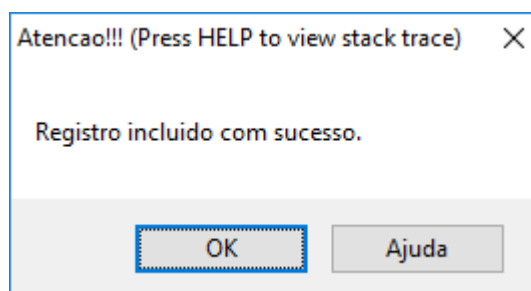 Atencao!!! (Press HELP to view stack trace)
Registro incluido com sucesso.
OK
Ajuda